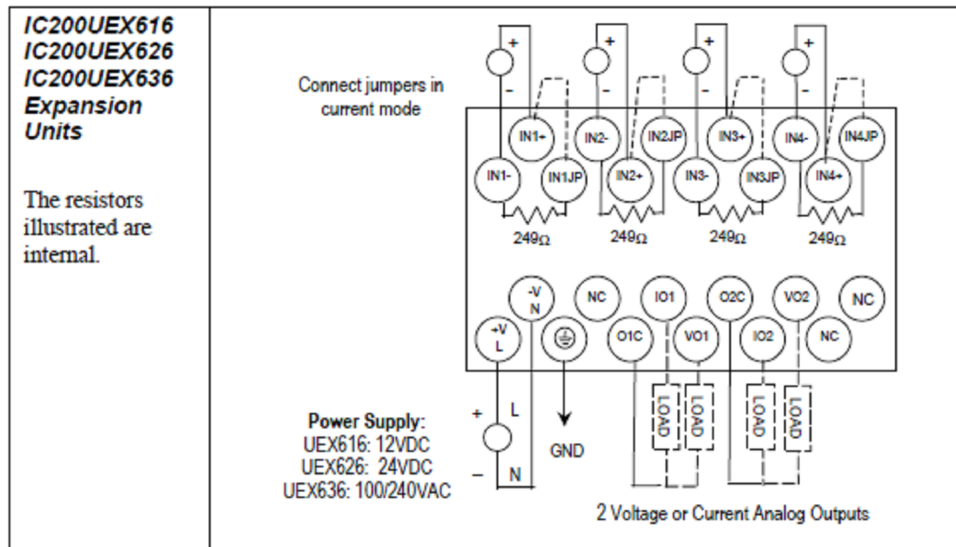 IC200UEX616
IC200UEX626
IC200UEX636
Expansion
Units
The resistors
illustrated are
internal.
Connect jumpers in
current mode
+ + + +
- - - -
IN1+ IN2- IN2JP IN3+ IN4- IN4JP
IN1- IN1JP IN2+ IN3- IN3JP IN4+
249Ω 249Ω 249Ω 249Ω
-V
N
NC IO1 O2C VO2 NC
+V
L
O1C VO1 IO2 NC
LOAD LOAD LOAD LOAD
+ L
– N
GND
Power Supply:
UEX616: 12VDC
UEX626: 24VDC
UEX636: 100/240VAC
2 Voltage or Current Analog Outputs